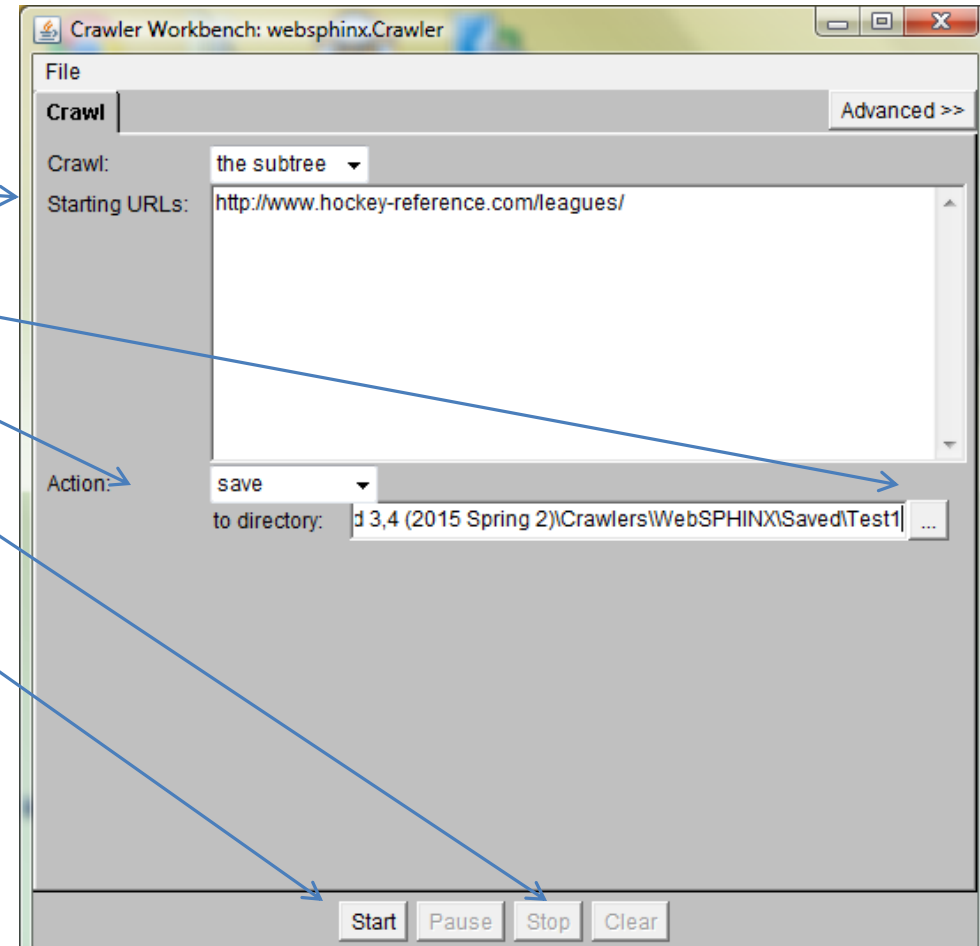 Crawler Workbench: websphinx.Crawler
File
Crawl Advanced >>
Crawl: the subtree
Starting URLs: http://www.hockey-reference.com/leagues/
Action: save
to directory: d 3,4 (2015 Spring 2)\Crawlers\WebSPHINX\Saved\Test1 ...
Start Pause Stop Clear